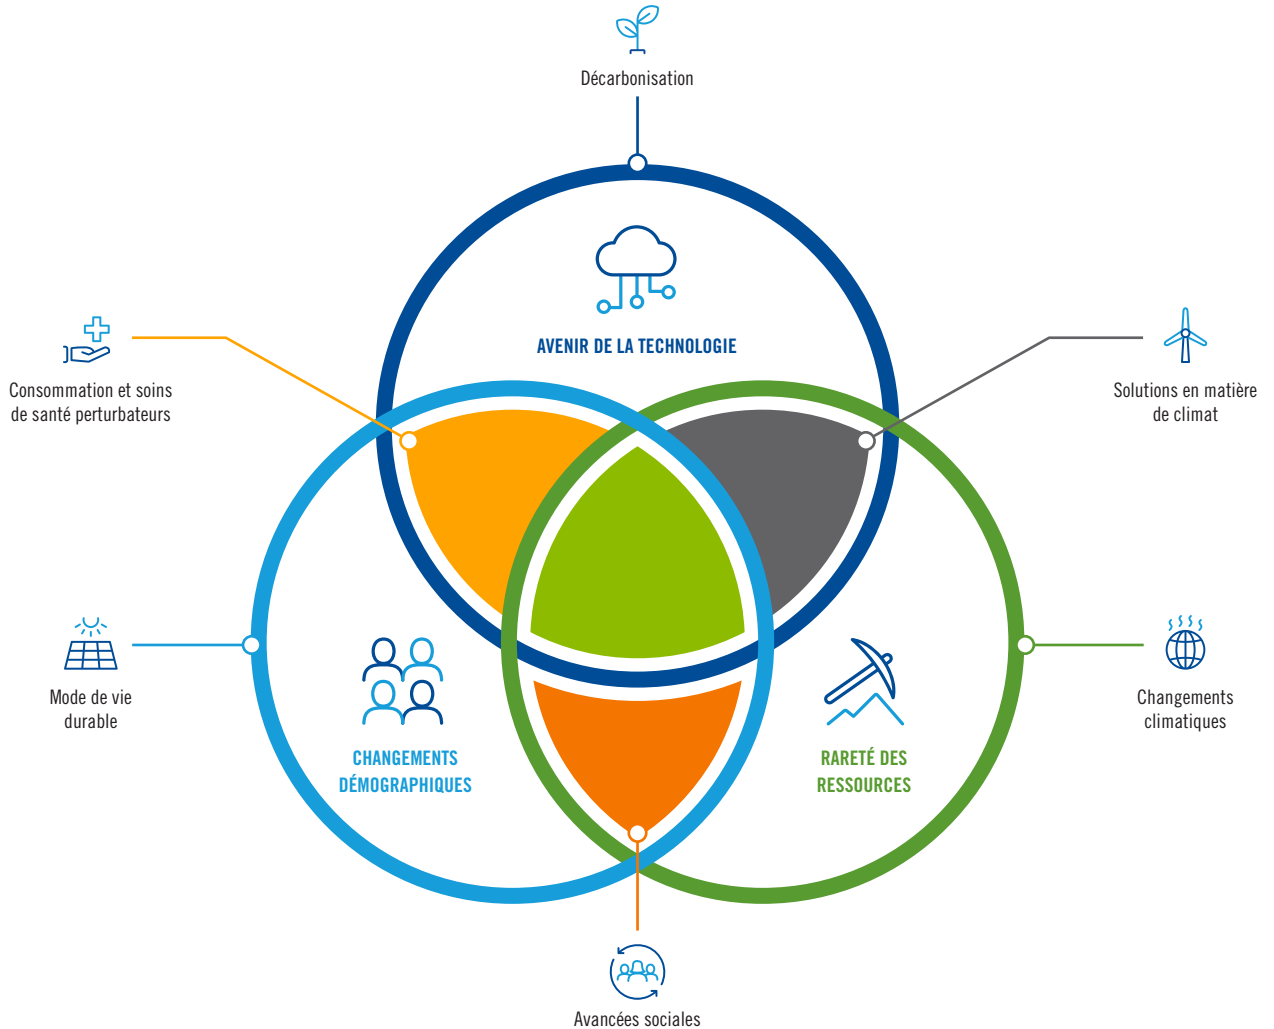 Décarbonisation
AVENIR DE LA TECHNOLOGIE
Consommation et soins
de santé perturbateurs
Solutions en matière
de climat
Mode de vie
durable
Changements
climatiques
CHANGEMENTS
DÉMOGRAPHIQUES
RARETÉ DES
RESSOURCES
Avancées sociales